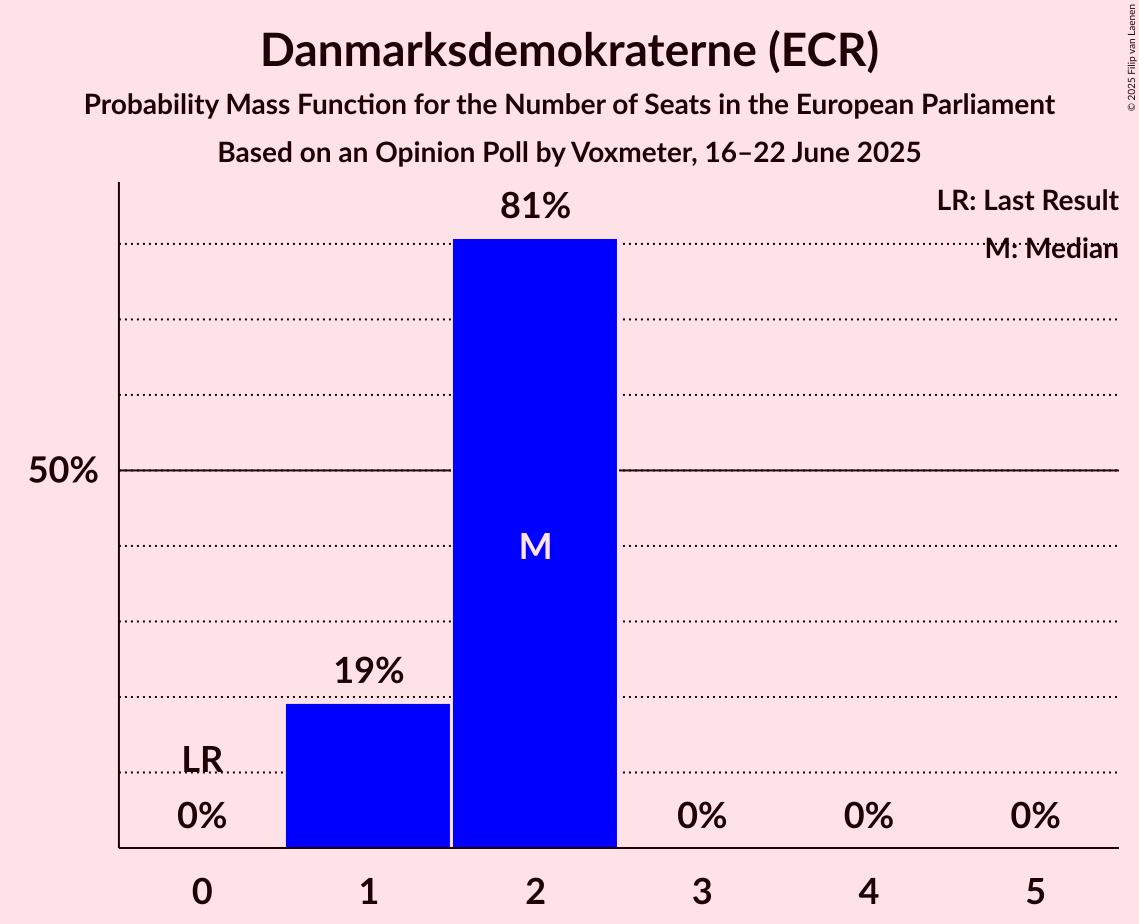 Danmarksdemokraterne (ECR)
Probability Mass Function for the Number of Seats in the European Parliament
Based on an Opinion Poll by Voxmeter, 16–22 June 2025
© 2025 Filip van Laenen
LR: Last Result
M: Median
81%
50%
M
19%
LR
0%
0%
0%
0%
0
1
2
3
4
5